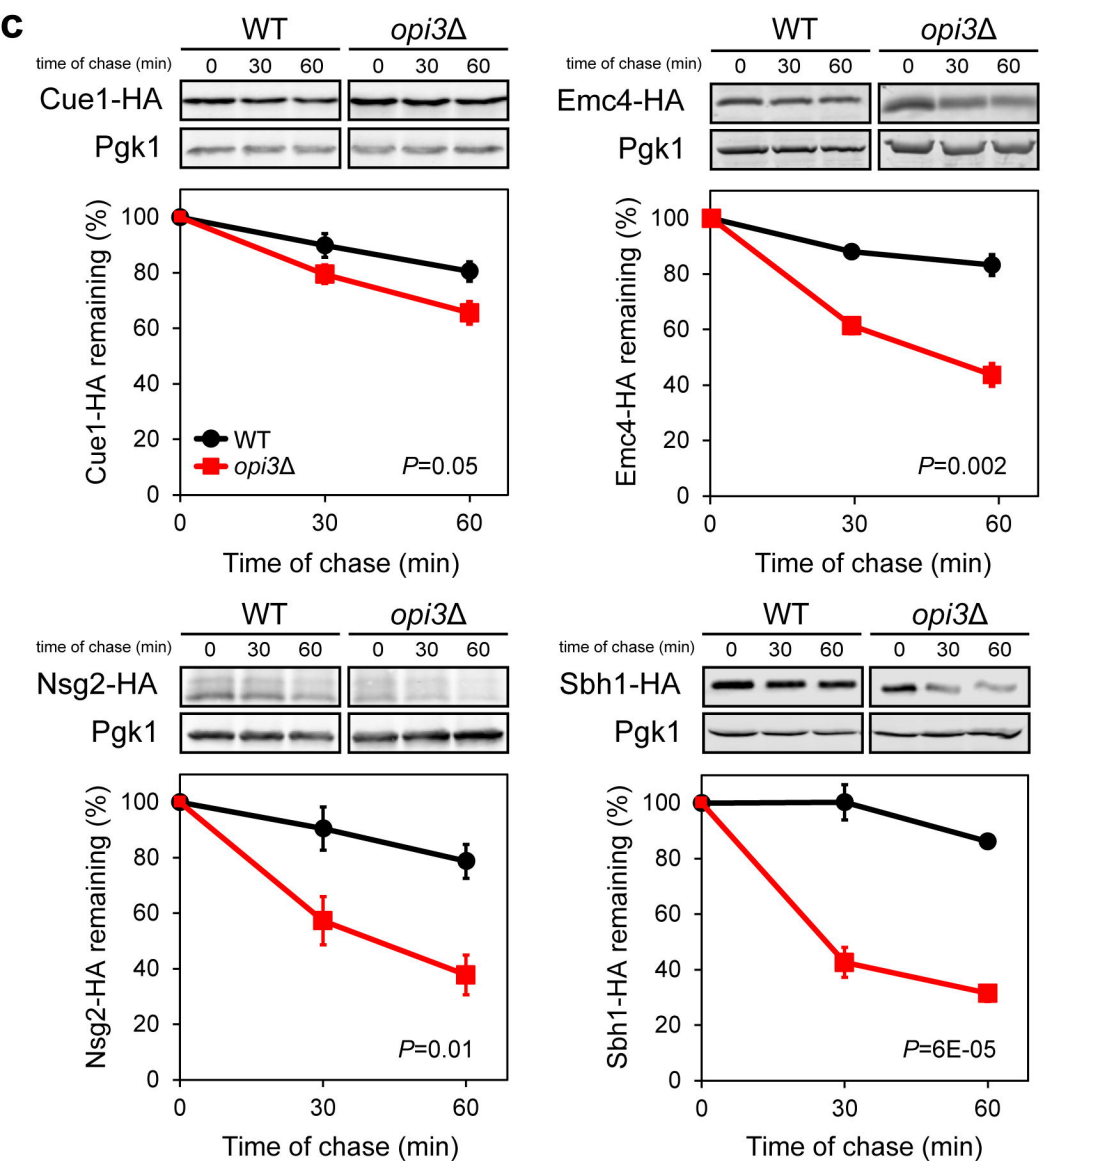 c
WT opi3Δ
time of chase (min) 0 30 60 0 30 60
Cue1-HA
Pgk1
Cue1-HA remaining (%)
100
80
60
40
20
0
WT
opi3Δ
P=0.05
0 30 60
Time of chase (min)
WT opi3Δ
time of chase (min) 0 30 60 0 30 60
Emc4-HA
Pgk1
Emc4-HA remaining (%)
100
80
60
40
20
0
P=0.002
0 30 60
Time of chase (min)
WT opi3Δ
time of chase (min) 0 30 60 0 30 60
Nsg2-HA
Pgk1
Nsg2-HA remaining (%)
100
80
60
40
20
0
P=0.01
0 30 60
Time of chase (min)
WT opi3Δ
time of chase (min) 0 30 60 0 30 60
Sbh1-HA
Pgk1
Sbh1-HA remaining (%)
100
80
60
40
20
0
P=6E-05
0 30 60
Time of chase (min)